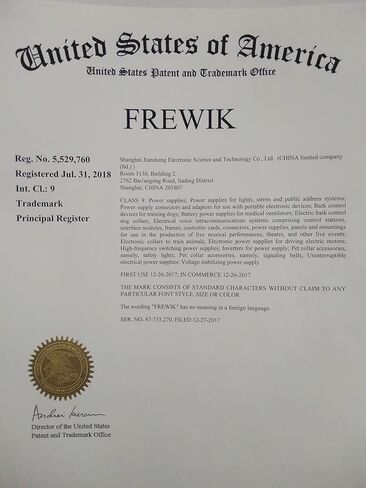 United States of America
United States Patent and Trademark Office
FREWIK
Reg. No. 5,529,760
Registered Jul. 31, 2018
Int. Cl.: 9
Trademark
Principal Register
Shanghai Jiansheng Electronic Science and Technology Co., Ltd. (CHINA limited company
(ltd.) )
Room 3130, Building 2,
2762 Bao'angong Road, Jiading District
Shanghai, CHINA 201807
CLASS 9: Power supplies; Power supplies for lights, sirens and public address systems;
Power supply connectors and adaptors for use with portable electronic devices; Bark control
devices for training dogs; Battery power supplies for medical ventilators; Electric bark control
dog collars; Electrical voice intracommunications systems comprising control stations,
interface modules, frames, controller cards, connectors, power supplies, panels and mountings
for use in the production of live musical performances, theatre, and other live events;
Electronic collars to train animals; Electronic power supplies for driving electric motors;
High-frequency switching power supplies; Inverters for power supply; Pet collar accessories,
namely, safety lights; Pet collar accessories, namely, signaling bells; Uninterruptible
electrical power supplies; Voltage stabilizing power supply
FIRST USE 12-26-2017; IN COMMERCE 12-26-2017
THE MARK CONSISTS OF STANDARD CHARACTERS WITHOUT CLAIM TO ANY
PARTICULAR FONT STYLE, SIZE OR COLOR
The wording "FREWIK" has no meaning in a foreign language.
SER. NO. 87-735,270, FILED 12-27-2017
Director of the United States
Patent and Trademark Office